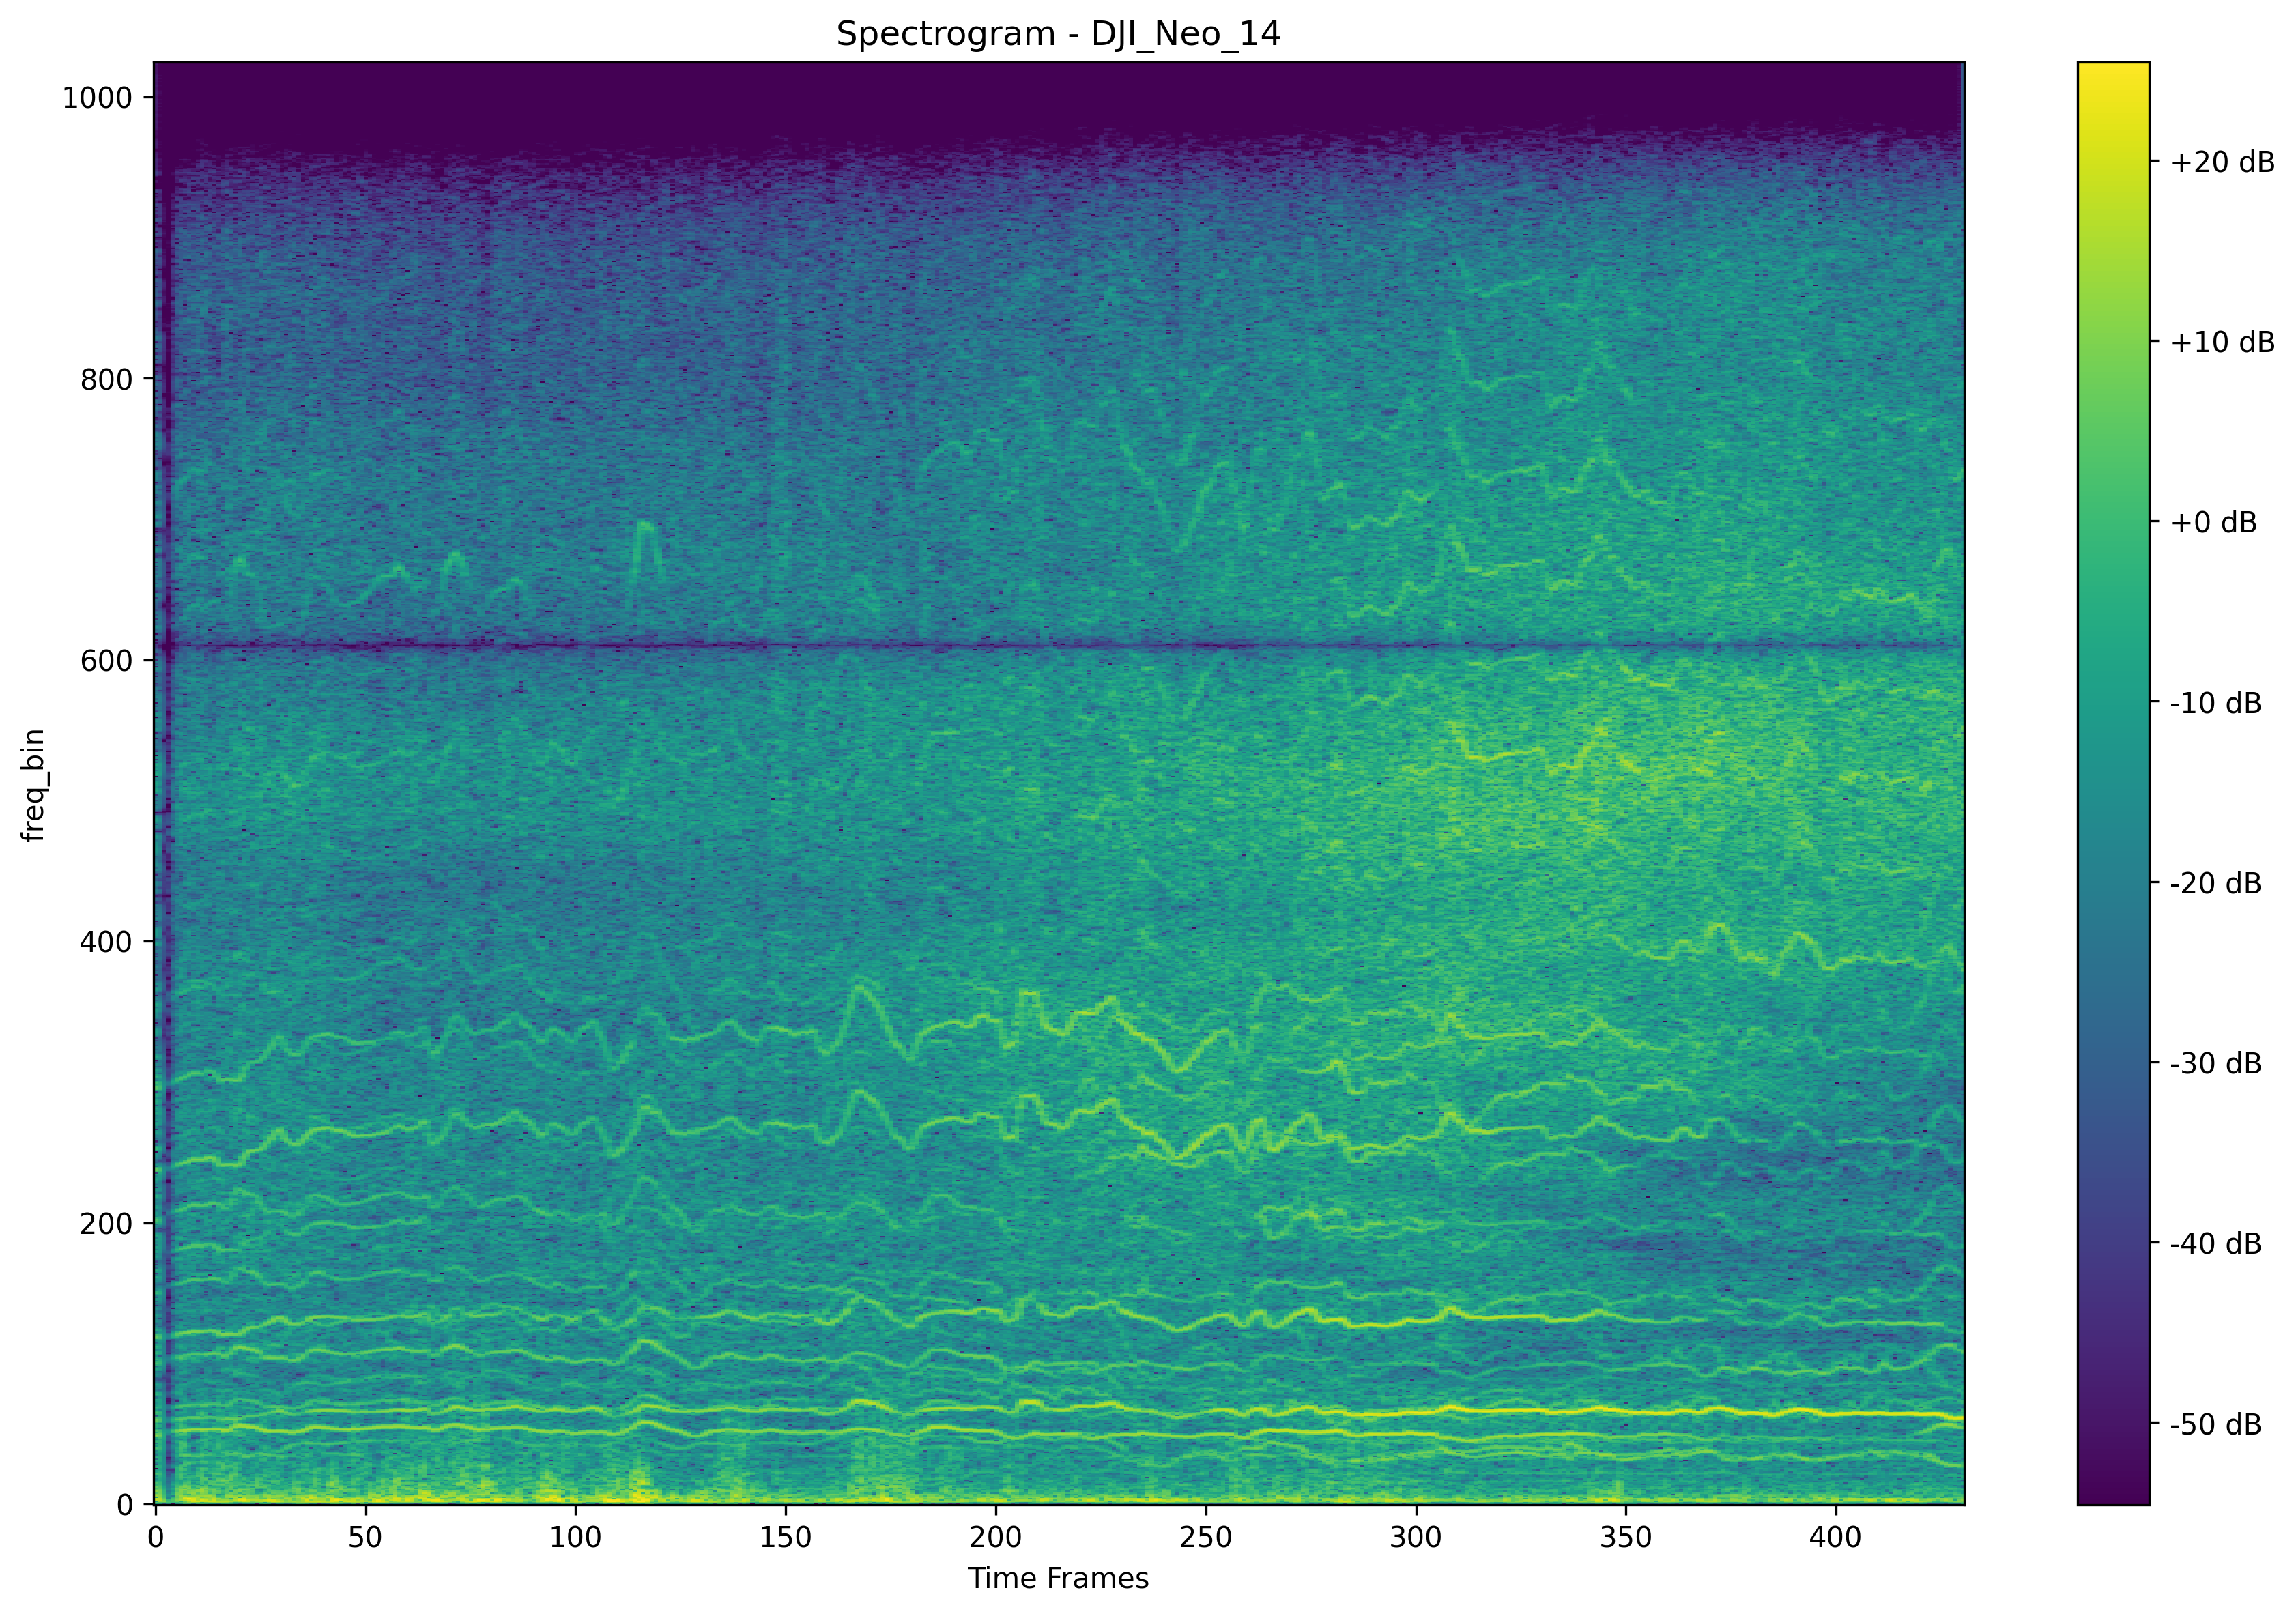 Spectrogram - DJI_Neo_14
1000
800
600
400
200
0
freq_bin
0 50 100 150 200 250 300 350 400
Time Frames
+20 dB
+10 dB
+0 dB
-10 dB
-20 dB
-30 dB
-40 dB
-50 dB